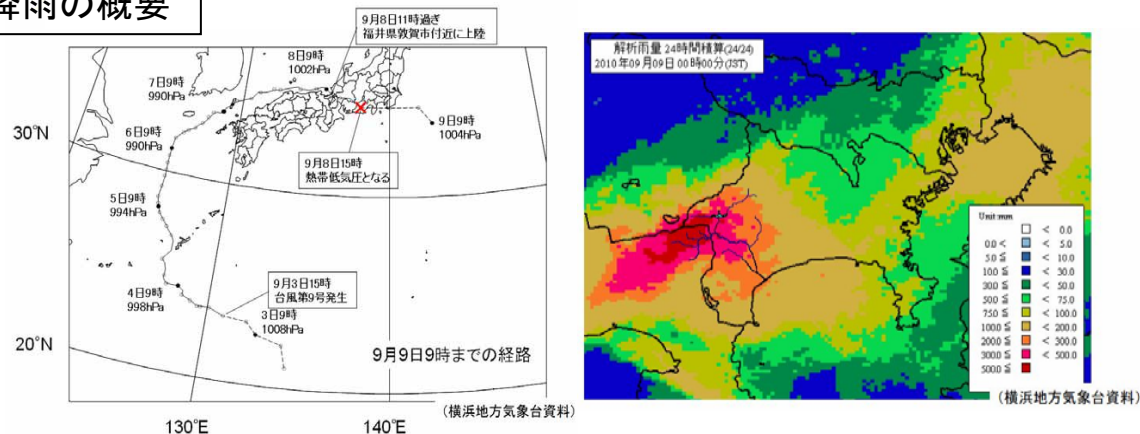 降雨の概要
9月8日11時過ぎ
福井県敦賀市付近に上陸
8日9時
1002hPa
7日9時
990hPa
30°N
6日9時
990hPa
9日9時
1004hPa
9月8日15時
熱帯低気圧となる
5日9時
994hPa
9月3日15時
台風第9号発生
4日9時
998hPa
3日9時
1008hPa
20°N
9月9日9時までの経路
(横浜地方気象台資料)
130°E
140°E
解析雨量 24時間積算(24/24)
2010年09月09日 00時00分(JST)
Unit:mm
< 0.0
0.0 < < 5.0
5.0 ≦ < 10.0
10.0 ≦ < 30.0
30.0 ≦ < 50.0
50.0 ≦ < 75.0
75.0 ≦ < 100.0
100.0 ≦ < 200.0
200.0 ≦ < 300.0
300.0 ≦ < 500.0
500.0 ≦
(横浜地方気象台資料)